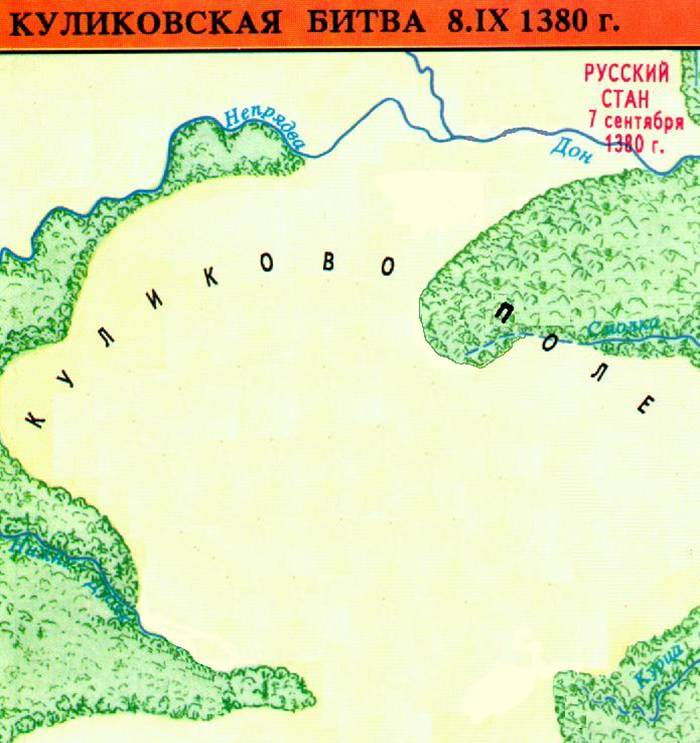 КУЛИКОВСКАЯ БИТВА 8.IX 1380 г.
РУССКИЙ
СТАН
7 сентября
1380 г.
Непрядва
Дон
КУЛИКОВО ПОЛЕ
Смолка
Курца